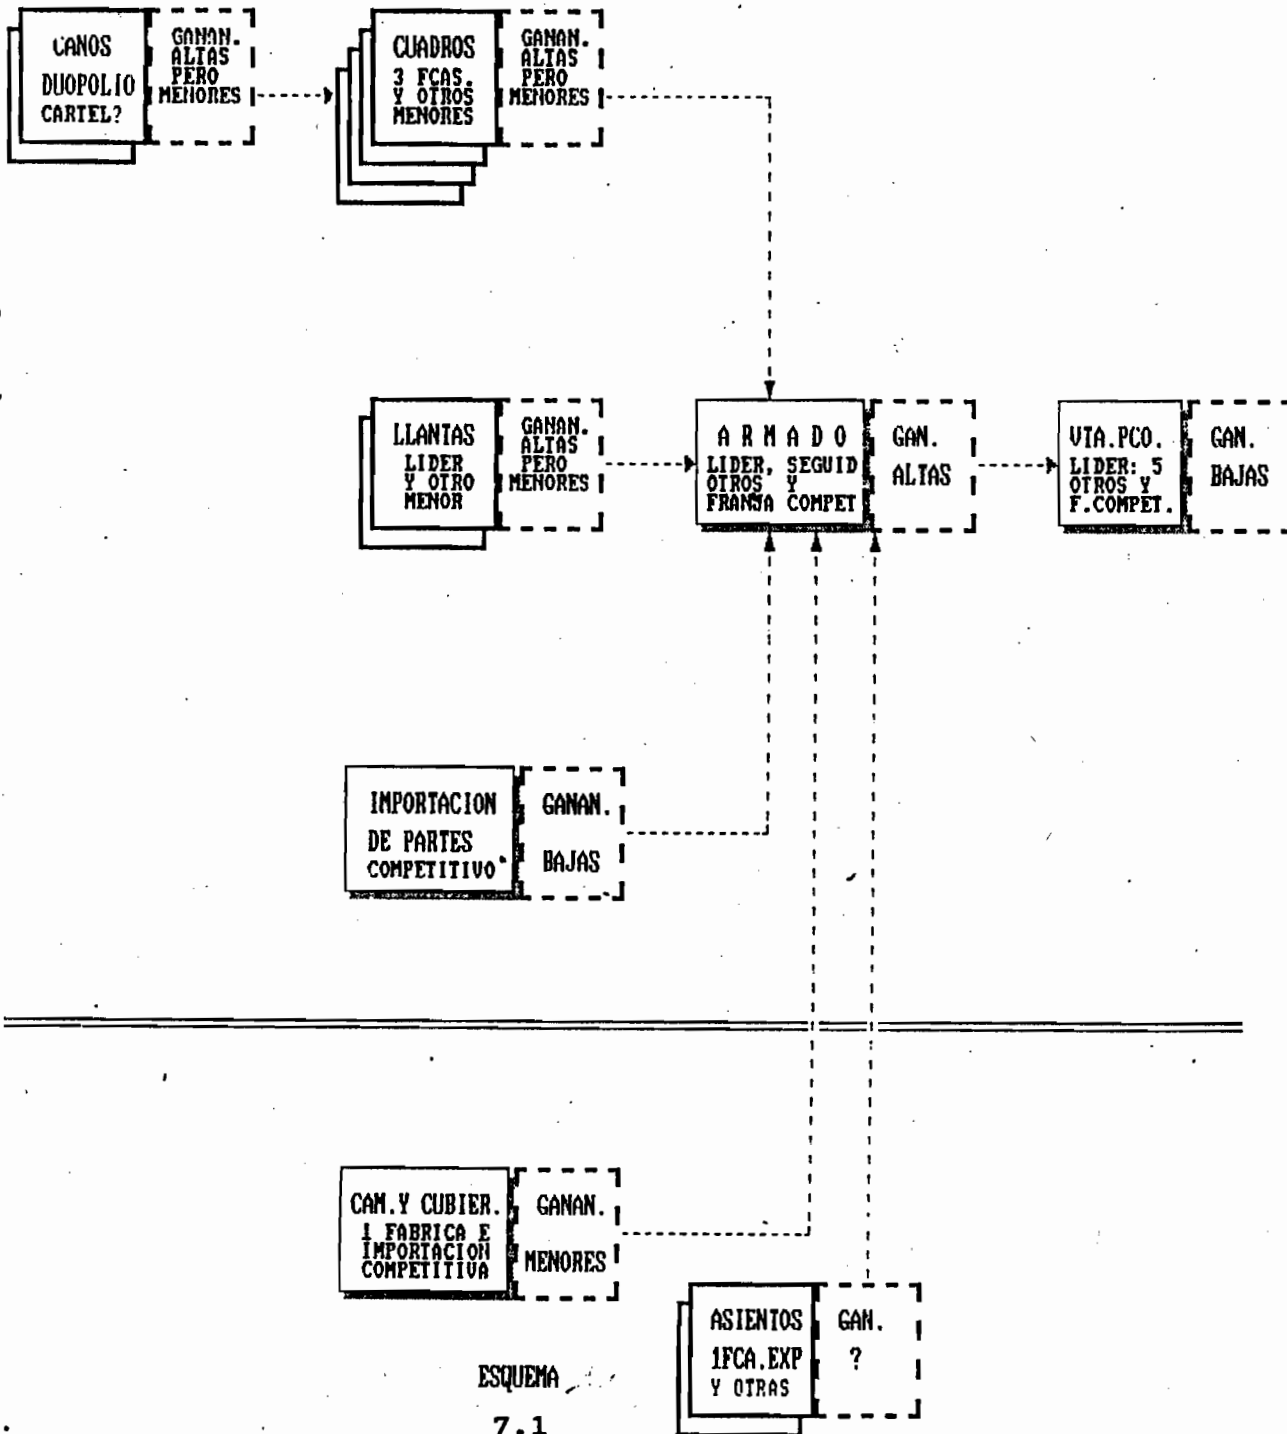 CANOS
DUOPOLIO
CARTEL?
GANAN.
ALTAS
PERO
MENORES
CUADROS
3 FCAS.
Y OTROS
MENORES
GANAN.
ALTAS
PERO
MENORES
LLANTAS
LIDER
Y OTRO
MENOR
GANAN.
ALTAS
PERO
MENORES
A R M A D O
LIDER, SEGUID
OTROS Y
FRANJA COMPET
GAN.
ALTAS
VTA.PCO.
LIDER: 5
OTROS Y
F.COMPET.
GAN.
BAJAS
IMPORTACION
DE PARTES
COMPETITIVO
GANAN.
BAJAS
CAM.Y CUBIER.
1 FABRICA E
IMPORTACION
COMPETITIVA
GANAN.
MENORES
ASIENTOS
1FCA.EXP
Y OTRAS
GAN.
?
ESQUEMA
7.1